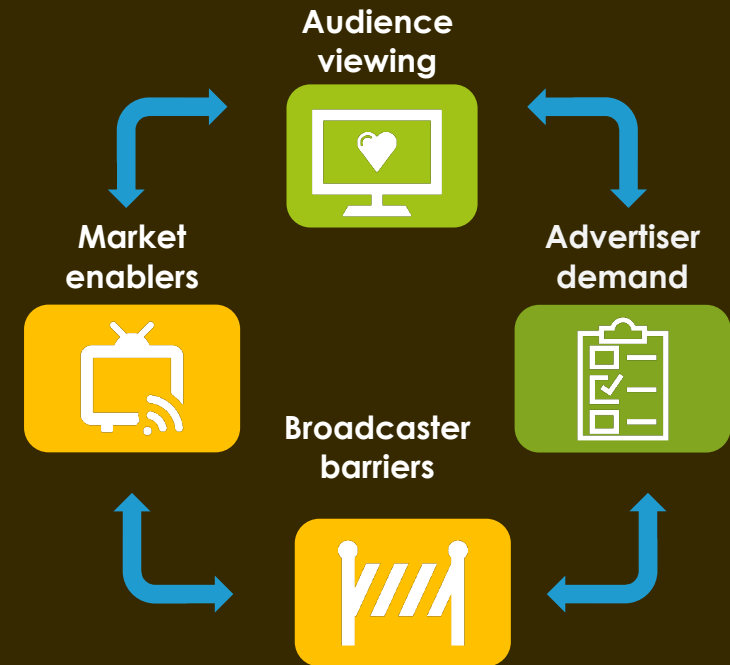 Audience
viewing
Market
enablers
Advertiser
demand
Broadcaster
barriers